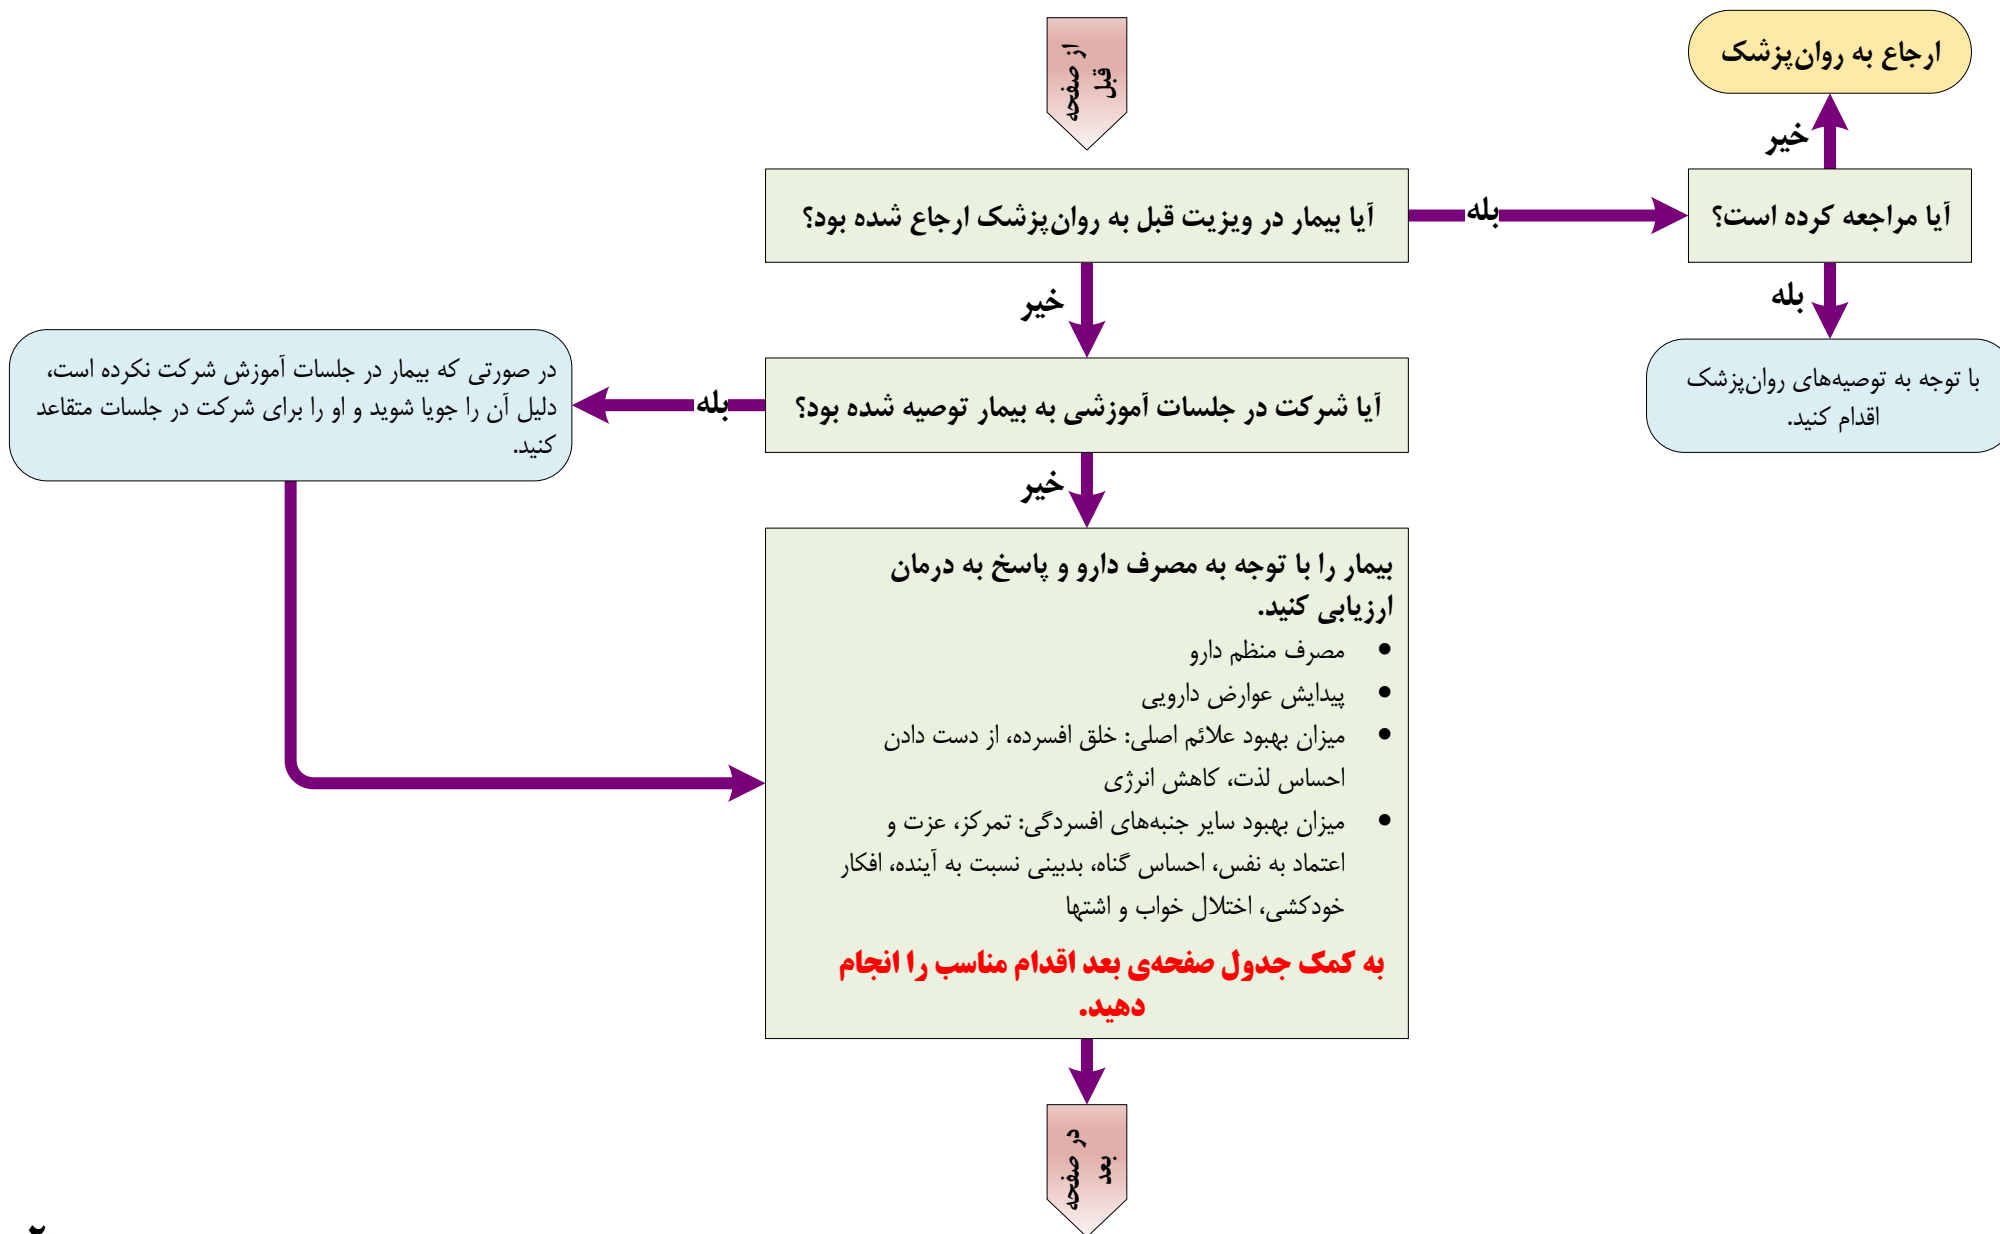 از صفحه
قبل
ارجاع به روان‌پزشک
خیر
آیا بیمار در ویزیت قبل به روان‌پزشک ارجاع شده بود؟
بله
آیا مراجعه کرده است؟
خیر
بله
با توجه به توصیه‌های روان‌پزشک
اقدام کنید.
آیا شرکت در جلسات آموزشی به بیمار توصیه شده بود؟
بله
در صورتی که بیمار در جلسات آموزش شرکت نکرده است،
دلیل آن را جویا شوید و او را برای شرکت در جلسات متقاعد
کنید.
خیر
بیمار را با توجه به مصرف دارو و پاسخ به درمان
ارزیابی کنید.
• مصرف منظم دارو
• پیدایش عوارض دارویی
• میزان بهبود علائم اصلی: خلق افسرده، از دست دادن
احساس لذت، کاهش انرژی
• میزان بهبود سایر جنبه‌های افسردگی: تمرکز، عزت و
اعتماد به نفس، احساس گناه، بدبینی نسبت به آینده، افکار
خودکشی، اختلال خواب و اشتها
به کمک جدول صفحه‌ی بعد اقدام مناسب را انجام
دهید.
در صفحه
بعد